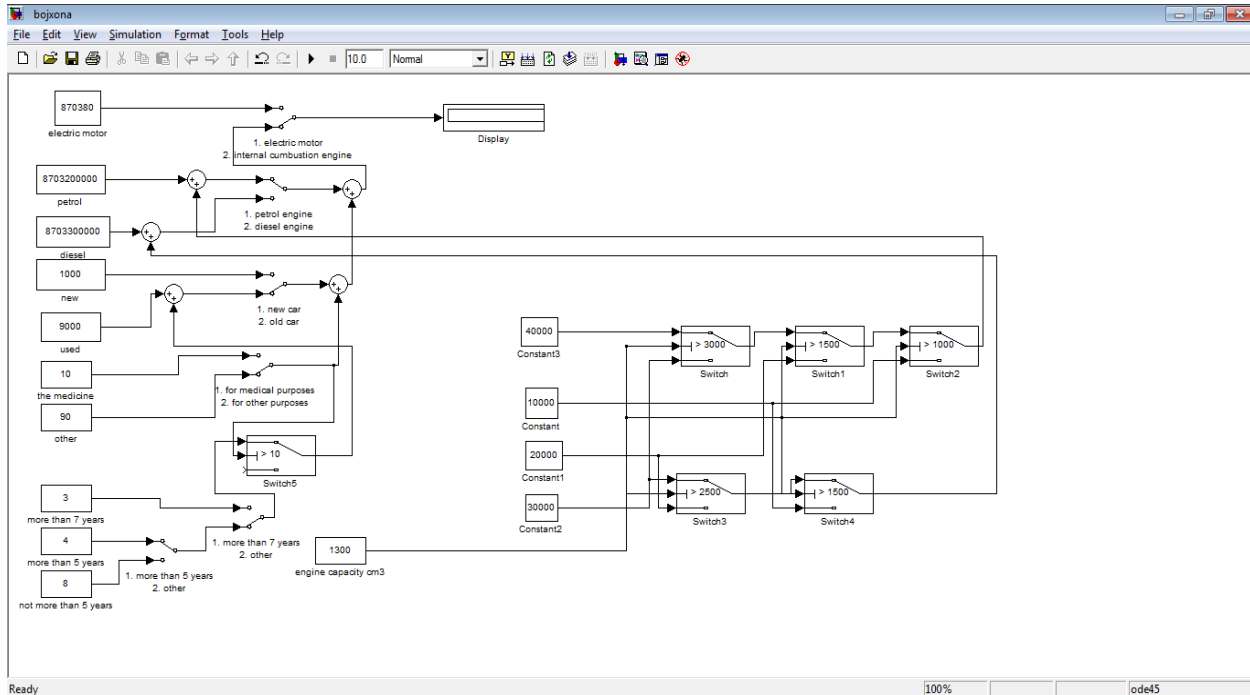 bojxona
File Edit View Simulation Format Tools Help
10.0 Normal
870380
electric motor
1. electric motor
2. internal cumbustion engine
Display
8703200000
petrol
1. petrol engine
2. diesel engine
8703300000
diesel
1000
new
1. new car
2. old car
9000
used
10
the medicine
1. for medical purposes
2. for other purposes
90
other
> 10
Switch5
3
more than 7 years
1. more than 7 years
2. other
4
more than 5 years
1. more than 5 years
2. other
8
not more than 5 years
1300
engine capacity cm3
40000
Constant3
> 3000
Switch
> 1500
Switch1
> 1000
Switch2
10000
Constant
20000
Constant1
30000
Constant2
> 2500
Switch3
> 1500
Switch4
Ready 100% ode45